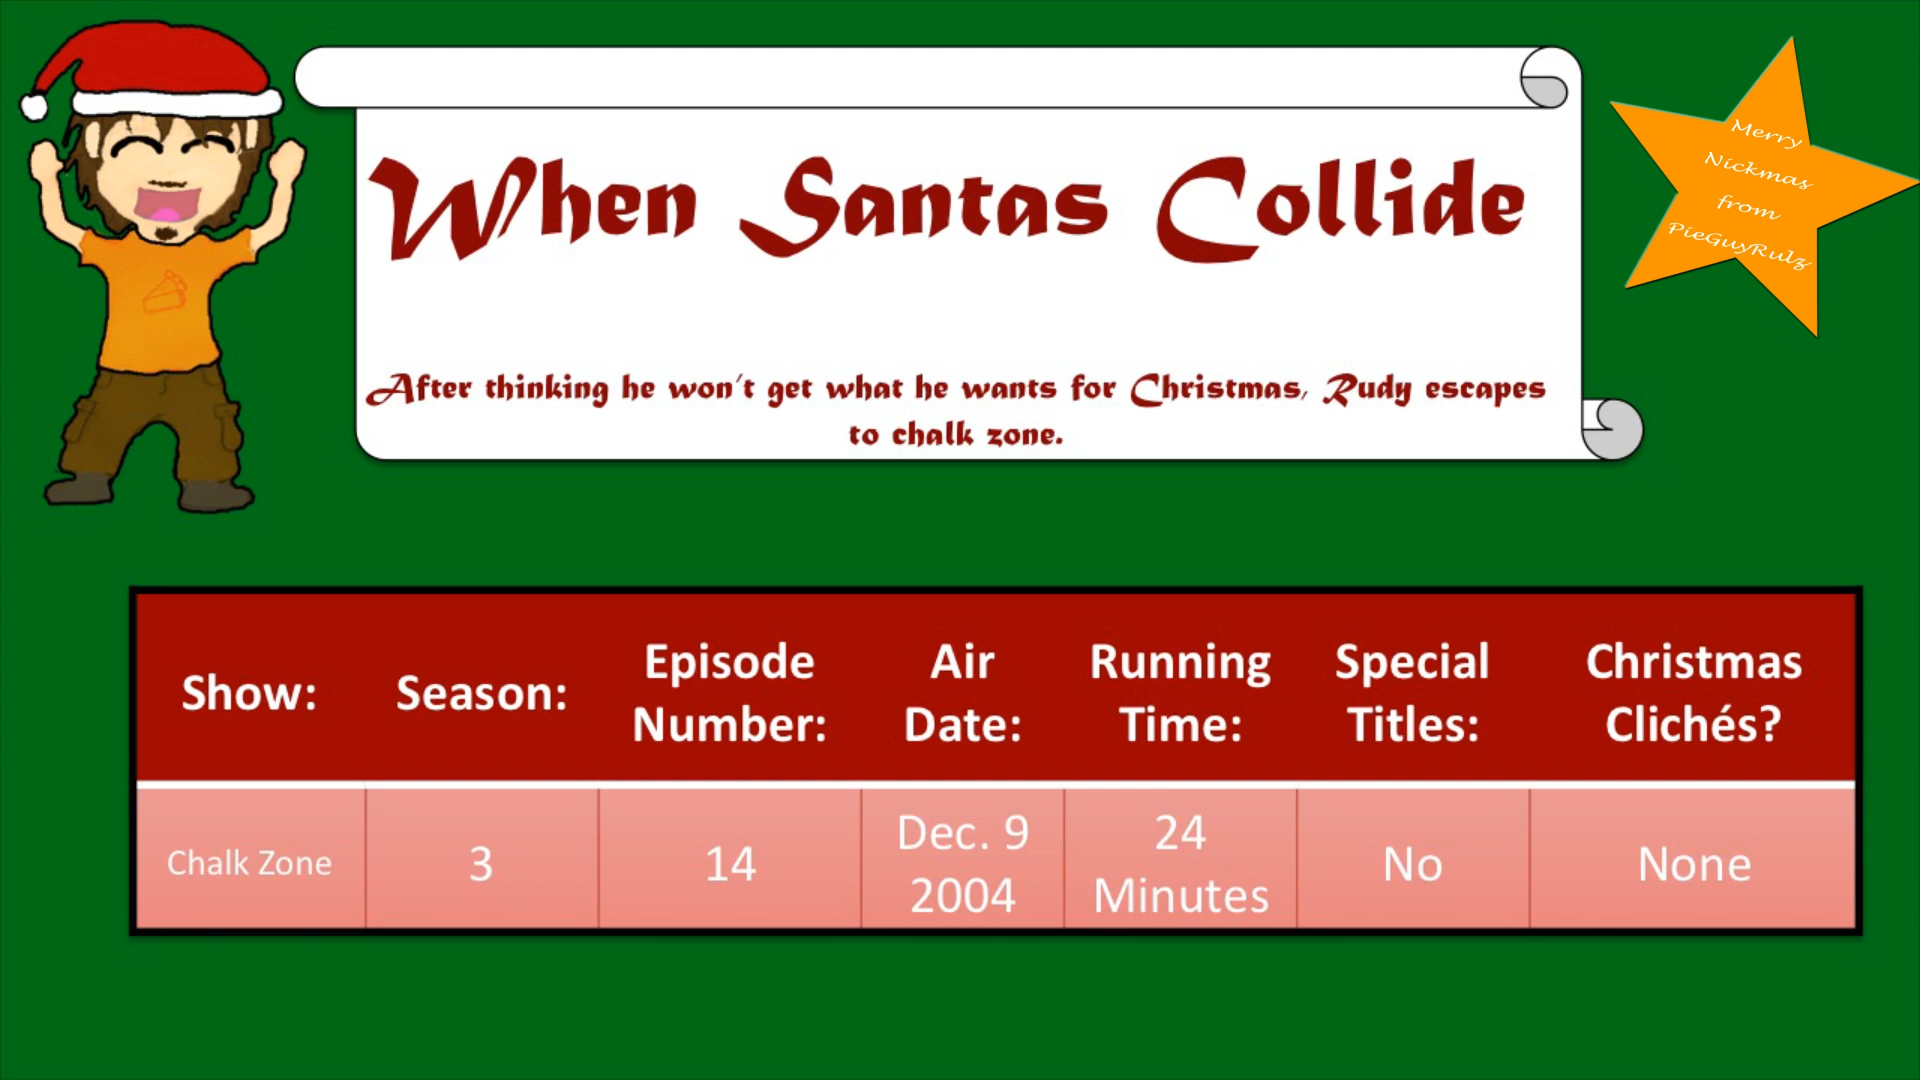 When Santas Collide
After thinking he won't get what he wants for Christmas, Rudy escapes
to chalk zone.
Merry
Nickmas
from
PieGuyRulz
Show:
Season:
Episode
Number:
Air
Date:
Running
Time:
Special
Titles:
Christmas
Clichés?
Chalk Zone
3
14
Dec. 9
2004
24
Minutes
No
None